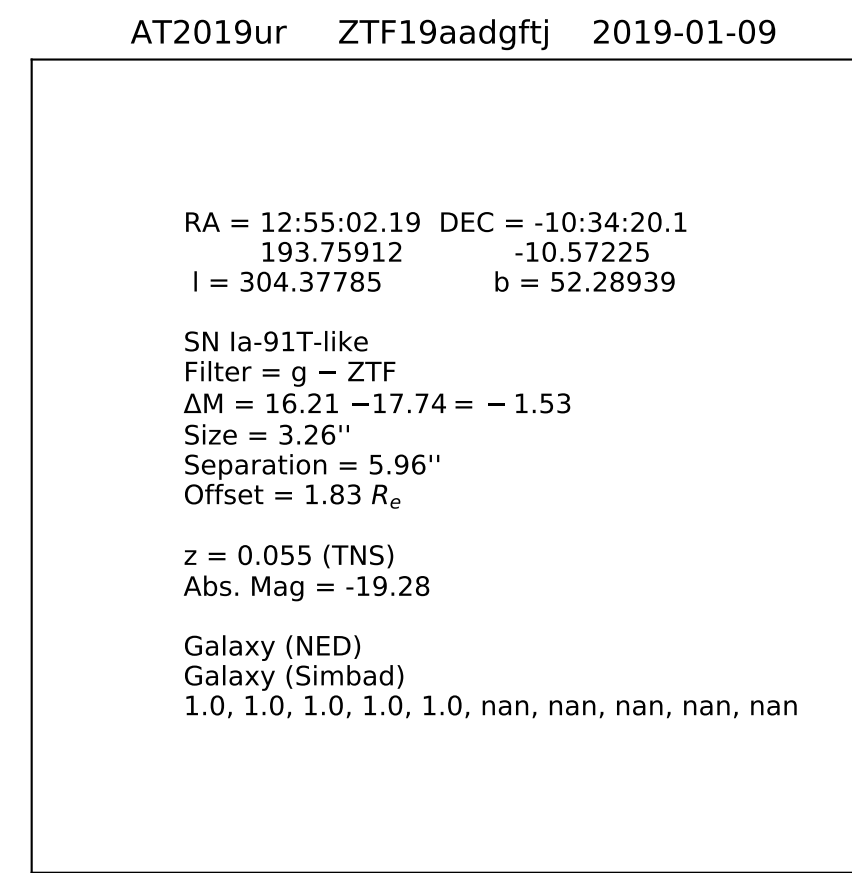 AT2019ur ZTF19aadgftj 2019-01-09
RA = 12:55:02.19 DEC = -10:34:20.1
193.75912 -10.57225
l = 304.37785 b = 52.28939
SN Ia-91T-like
Filter = g − ZTF
ΔM = 16.21 −17.74 = − 1.53
Size = 3.26''
Separation = 5.96''
Offset = 1.83 Rₑ
z = 0.055 (TNS)
Abs. Mag = -19.28
Galaxy (NED)
Galaxy (Simbad)
1.0, 1.0, 1.0, 1.0, 1.0, nan, nan, nan, nan, nan